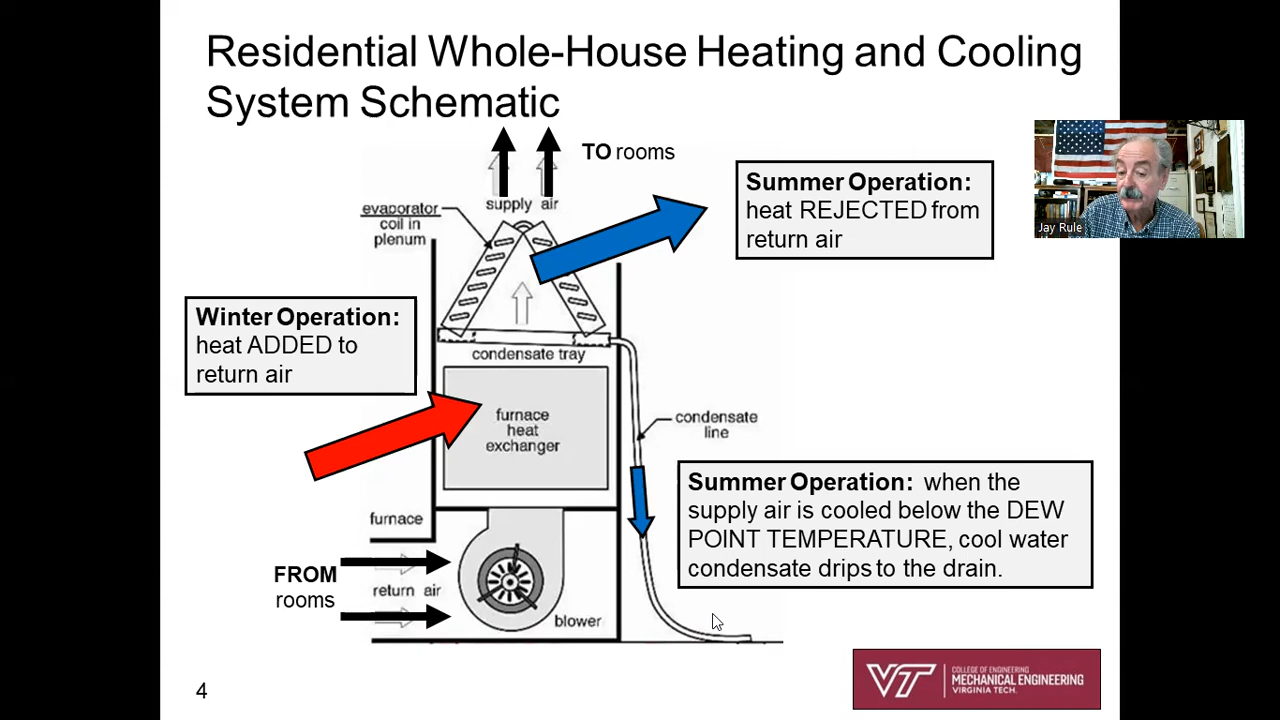 Residential Whole-House Heating and Cooling
System Schematic
TO rooms
supply air
evaporator
coil in
plenum
Summer Operation:
heat REJECTED from
return air
Jay Rule
Winter Operation:
heat ADDED to
return air
condensate tray
furnace
heat
exchanger
condensate
line
Summer Operation: when the
supply air is cooled below the DEW
POINT TEMPERATURE, cool water
condensate drips to the drain.
furnace
FROM
rooms
return air
blower
4
VT
COLLEGE OF ENGINEERING
MECHANICAL ENGINEERING
VIRGINIA TECH.